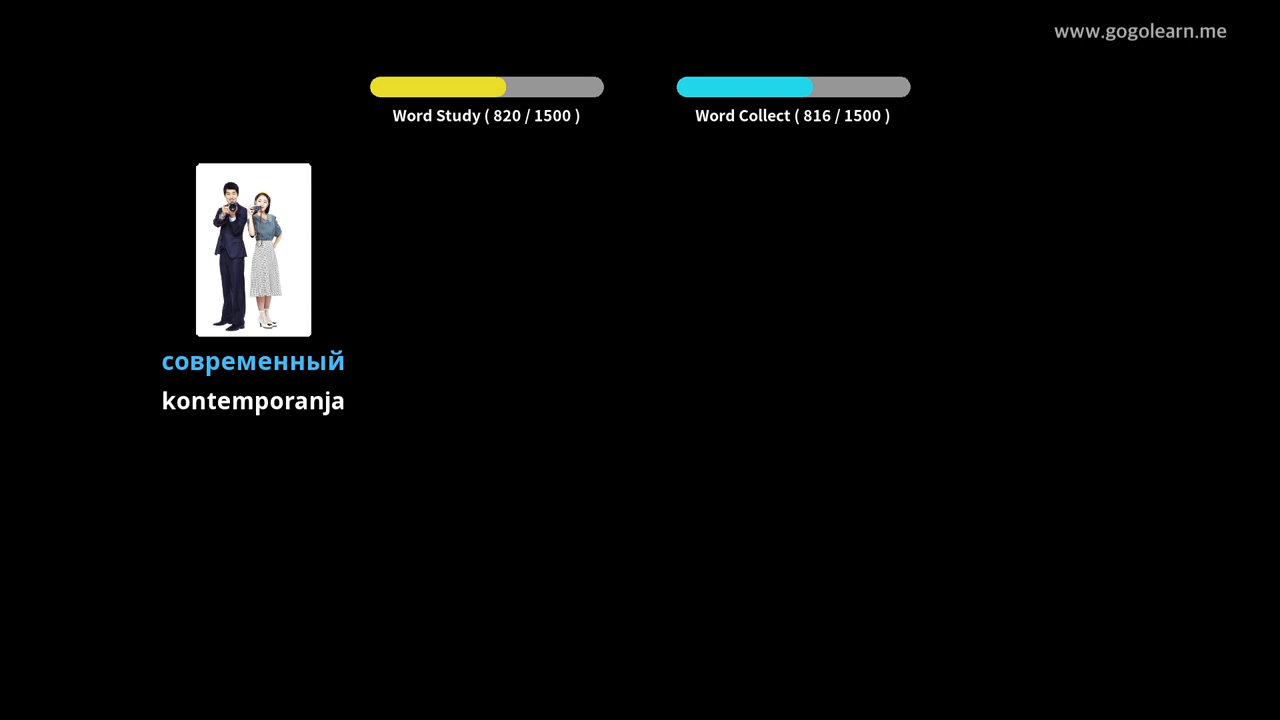 www.gogolearn.me
Word Study ( 820 / 1500 )
Word Collect ( 816 / 1500 )
современный
kontemporanja